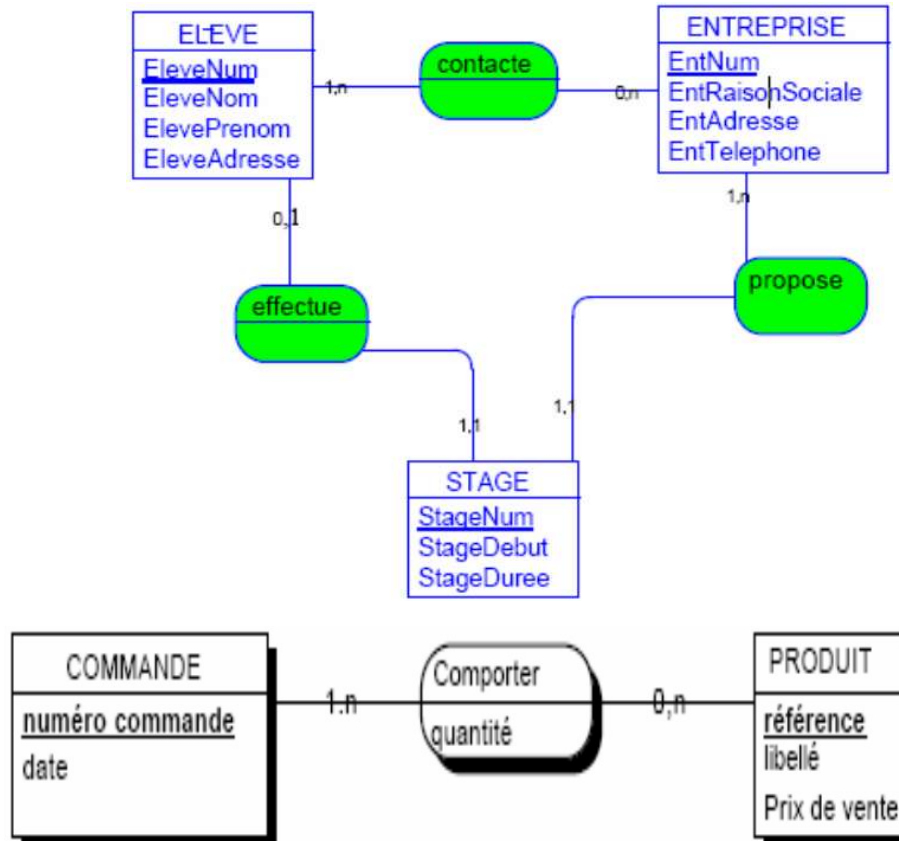 ELEVE
EleveNum
EleveNom
ElevePrenom
EleveAdresse
1,n
contacte
0,n
ENTREPRISE
EntNum
EntRaisonSociale
EntAdresse
EntTelephone
0,1
1,n
effectue
propose
1,1
1,1
STAGE
StageNum
StageDebut
StageDuree
COMMANDE
numéro commande
date
1.n
Comporter
quantité
0,n
PRODUIT
référence
libellé
Prix de vente